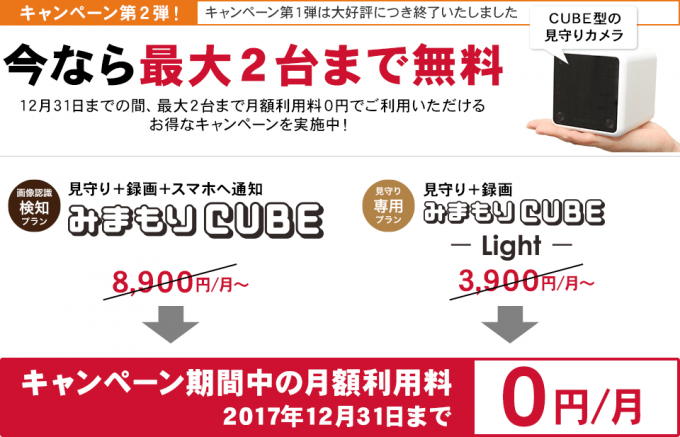 キャンペーン第2弾!
キャンペーン第1弾は大好評につき終了いたしました
CUBE型の
見守りカメラ
今なら最大2台まで無料
12月31日までの間、最大2台まで月額利用料0円でご利用いただける
お得なキャンペーンを実施中!
画像認識
検知
プラン
見守り+録画+スマホへ通知
みまもりCUBE
8,900円/月~
見守り
専用
プラン
見守り+録画
みまもりCUBE
— Light —
3,900円/月~
キャンペーン期間中の月額利用料
2017年12月31日まで
0円/月